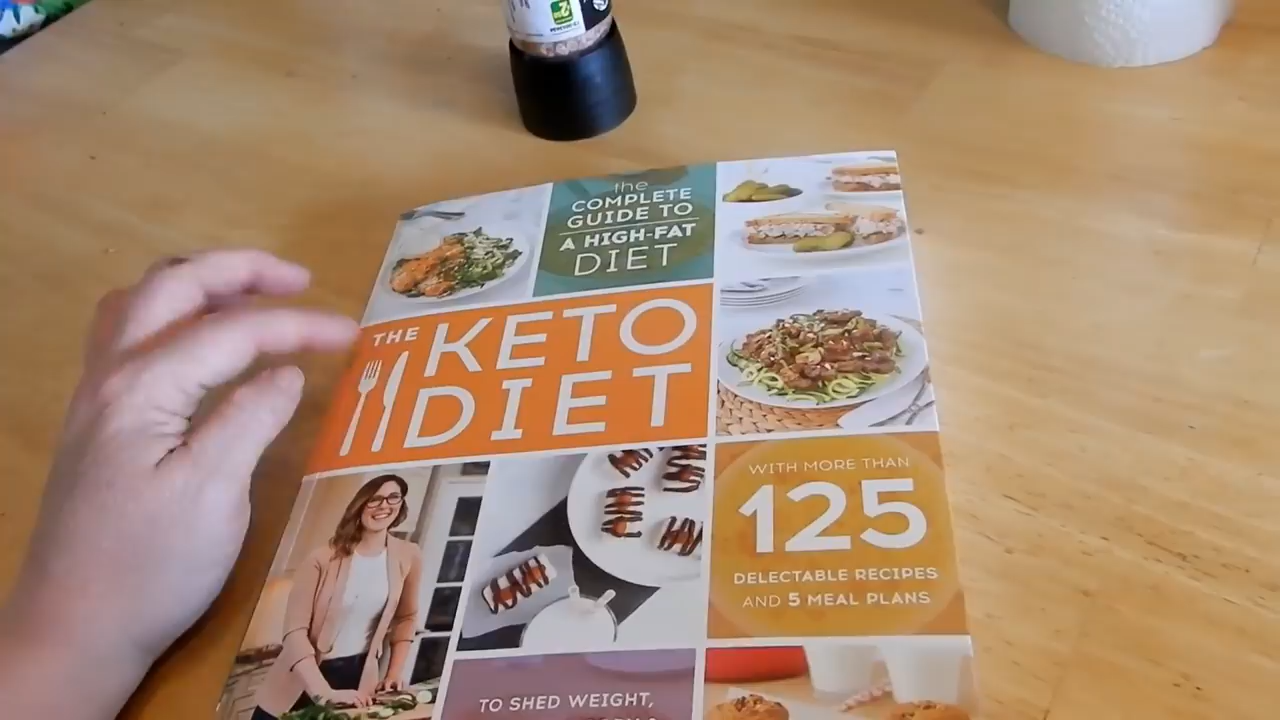 the
COMPLETE
GUIDE TO
A HIGH-FAT
DIET
THE KETO
DIET
WITH MORE THAN
125
DELECTABLE RECIPES
AND 5 MEAL PLANS
TO SHED WEIGHT,